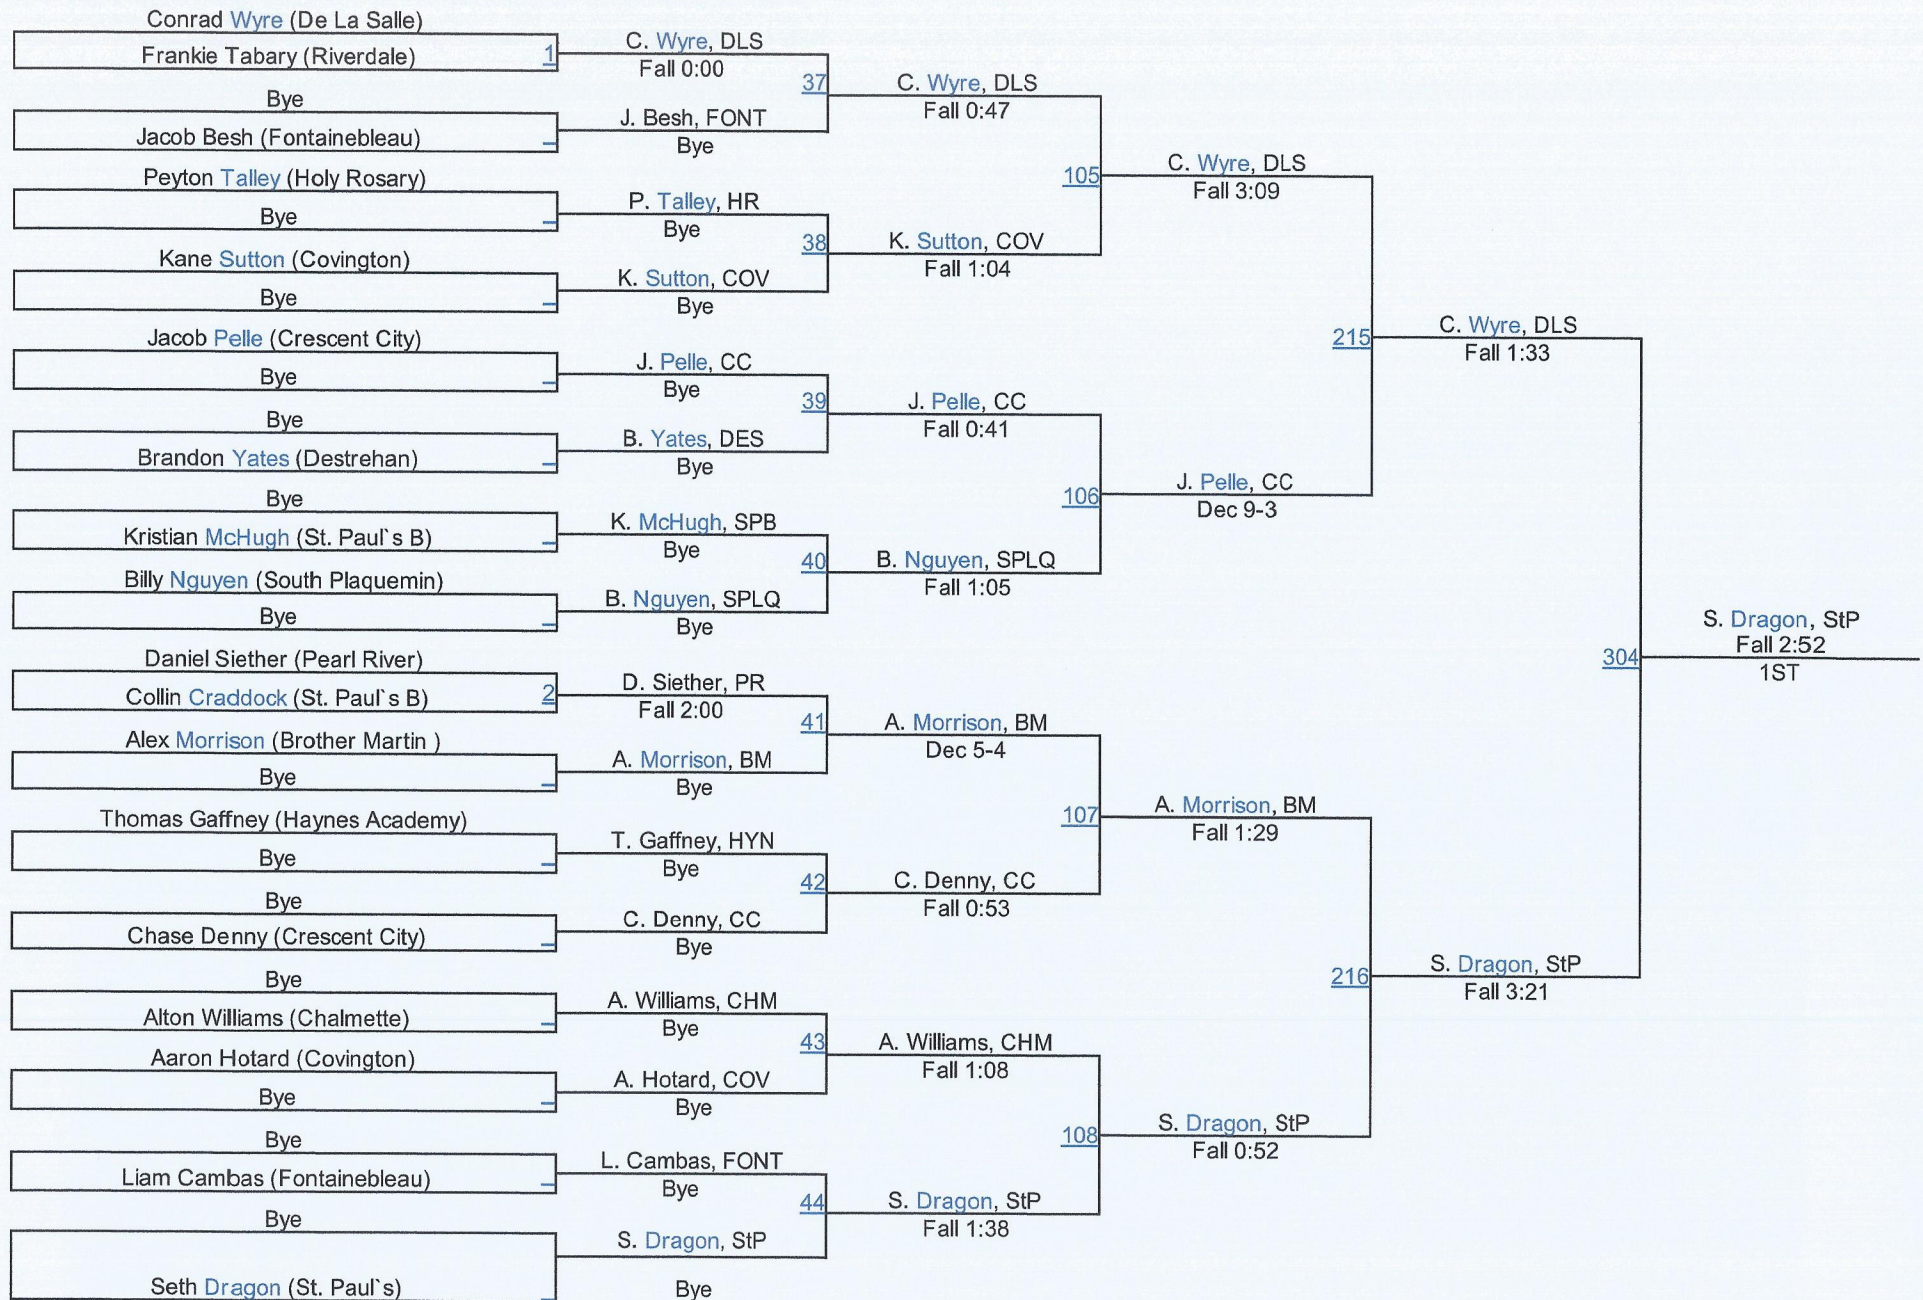 Conrad Wyre (De La Salle)
Frankie Tabary (Riverdale)
1
Bye
Jacob Besh (Fontainebleau)
Peyton Talley (Holy Rosary)
Bye
Kane Sutton (Covington)
Bye
Jacob Pelle (Crescent City)
Bye
Bye
Brandon Yates (Destrehan)
Bye
Kristian McHugh (St. Paul`s B)
Billy Nguyen (South Plaquemin)
Bye
Daniel Siether (Pearl River)
Collin Craddock (St. Paul`s B)
2
Alex Morrison (Brother Martin )
Bye
Thomas Gaffney (Haynes Academy)
Bye
Bye
Chase Denny (Crescent City)
Bye
Alton Williams (Chalmette)
Aaron Hotard (Covington)
Bye
Bye
Liam Cambas (Fontainebleau)
Bye
Seth Dragon (St. Paul`s)
C. Wyre, DLS
Fall 0:00
37
J. Besh, FONT
Bye
P. Talley, HR
Bye
38
K. Sutton, COV
Bye
J. Pelle, CC
Bye
39
B. Yates, DES
Bye
K. McHugh, SPB
Bye
40
B. Nguyen, SPLQ
Bye
D. Siether, PR
Fall 2:00
41
A. Morrison, BM
Bye
T. Gaffney, HYN
Bye
42
C. Denny, CC
Bye
A. Williams, CHM
Bye
43
A. Hotard, COV
Bye
L. Cambas, FONT
Bye
44
S. Dragon, StP
Bye
C. Wyre, DLS
Fall 0:47
105
K. Sutton, COV
Fall 1:04
J. Pelle, CC
Fall 0:41
106
B. Nguyen, SPLQ
Fall 1:05
A. Morrison, BM
Dec 5-4
107
C. Denny, CC
Fall 0:53
A. Williams, CHM
Fall 1:08
108
S. Dragon, StP
Fall 1:38
C. Wyre, DLS
Fall 3:09
215
J. Pelle, CC
Dec 9-3
A. Morrison, BM
Fall 1:29
216
S. Dragon, StP
Fall 0:52
C. Wyre, DLS
Fall 1:33
304
S. Dragon, StP
Fall 3:21
S. Dragon, StP
Fall 2:52
1ST